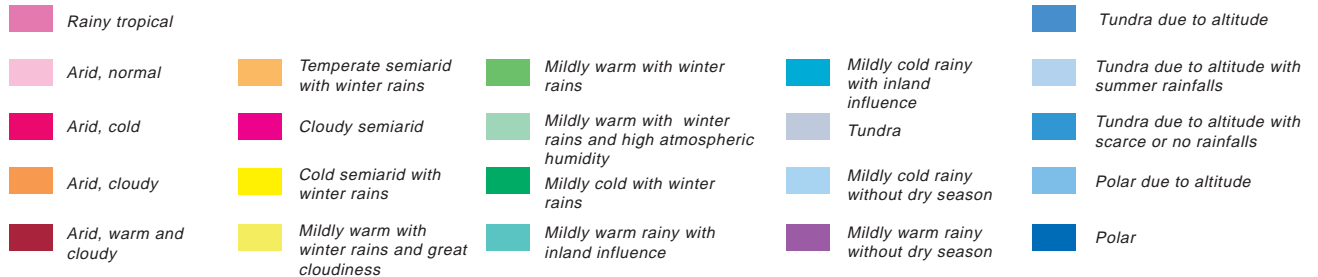 Rainy tropical
Arid, normal
Arid, cold
Arid, cloudy
Arid, warm and
cloudy
Temperate semiarid
with winter rains
Cloudy semiarid
Cold semiarid with
winter rains
Mildly warm with
winter rains and great
cloudiness
Mildly warm with winter
rains
Mildly warm with winter
rains and high atmospheric
humidity
Mildly cold with winter
rains
Mildly warm rainy with
inland influence
Mildly cold rainy
with inland
influence
Tundra
Mildly cold rainy
without dry season
Mildly warm rainy
without dry season
Tundra due to altitude
Tundra due to altitude with
summer rainfalls
Tundra due to altitude with
scarce or no rainfalls
Polar due to altitude
Polar